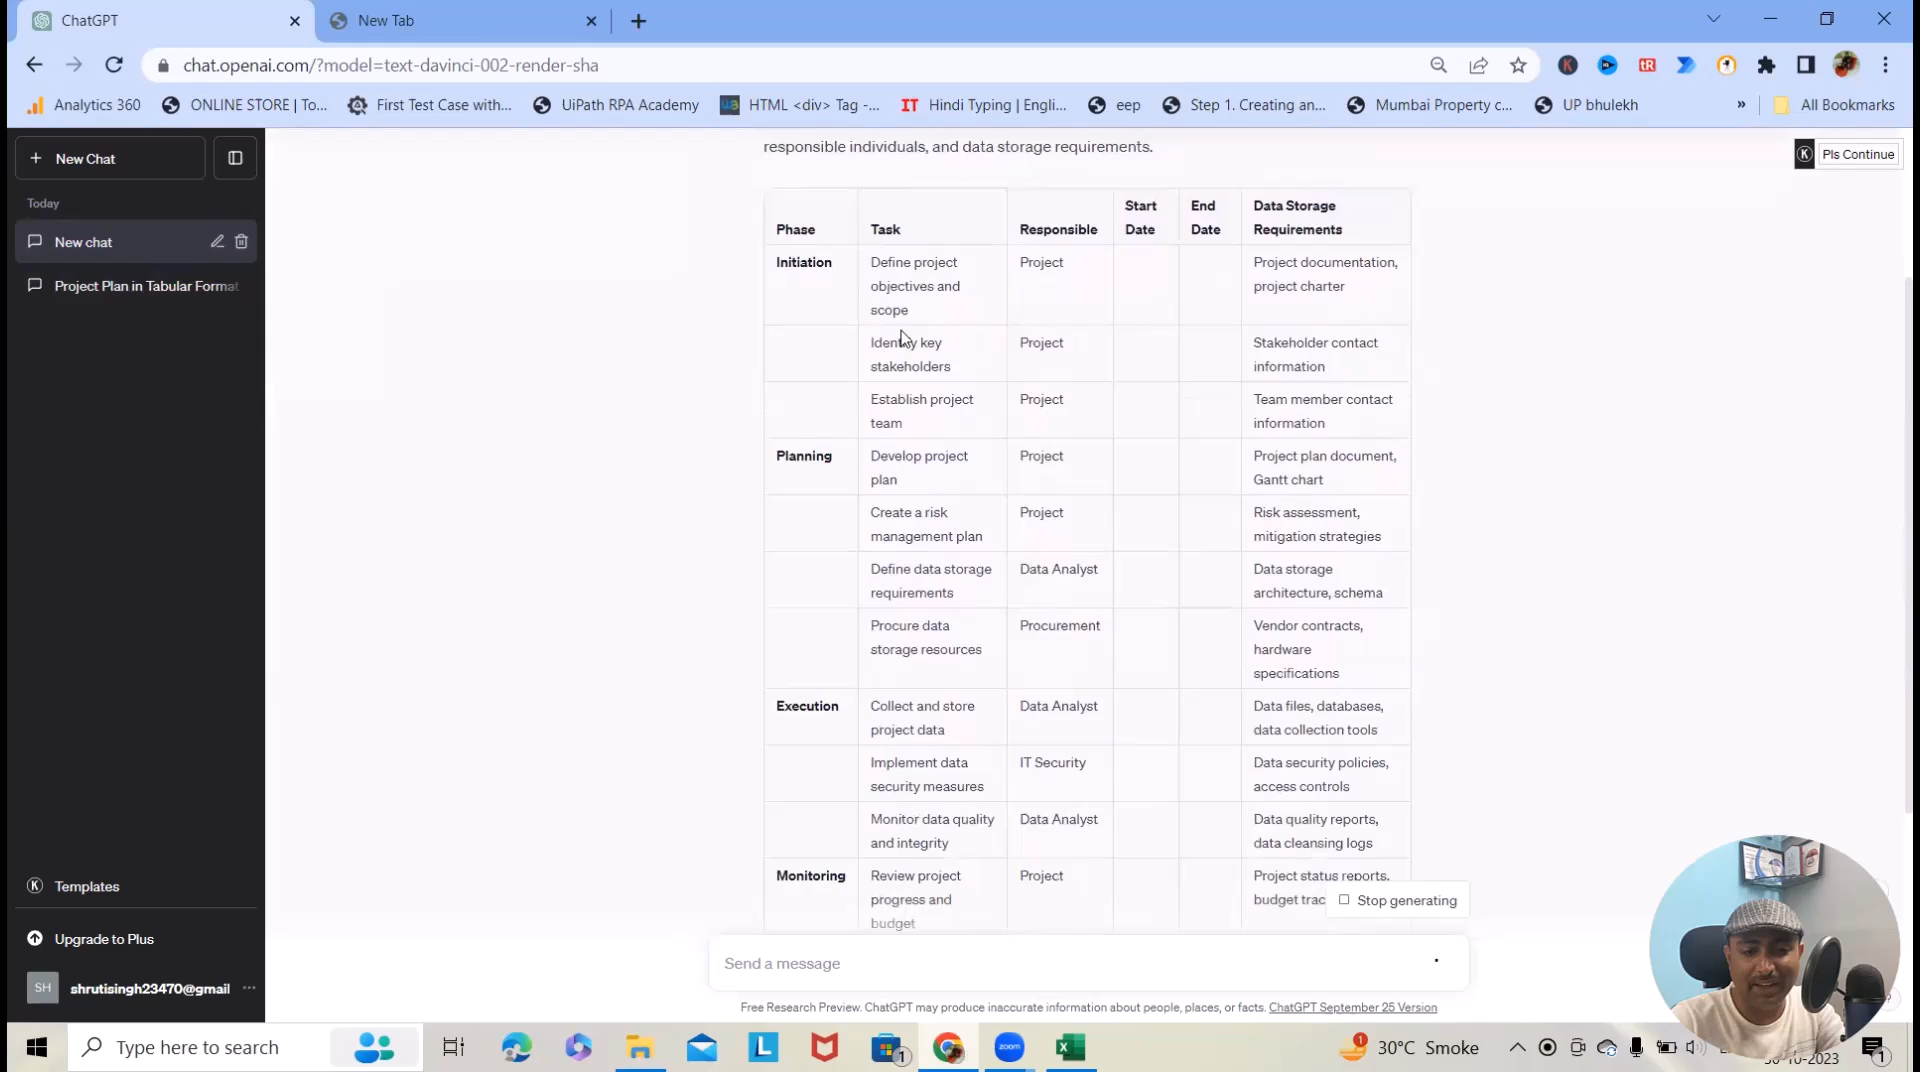 ChatGPT
New Tab
chat.openai.com/?model=text-davinci-002-render-sha
Analytics 360
ONLINE STORE | To...
First Test Case with...
UiPath RPA Academy
HTML <div> Tag -...
Hindi Typing | Engli...
eep
Step 1. Creating an...
Mumbai Property c...
UP bhulekh
»
All Bookmarks
New Chat
Today
New chat
Project Plan in Tabular Format
Templates
Upgrade to Plus
SH
shrutisingh23470@gmail
...
responsible individuals, and data storage requirements.
K Pls Continue
Phase
Task
Responsible
Start
Date
End
Date
Data Storage
Requirements
Initiation
Define project
objectives and
scope
Project
Project documentation,
project charter
Identify key
stakeholders
Project
Stakeholder contact
information
Establish project
team
Project
Team member contact
information
Planning
Develop project
plan
Project
Project plan document,
Gantt chart
Create a risk
management plan
Project
Risk assessment,
mitigation strategies
Define data storage
requirements
Data Analyst
Data storage
architecture, schema
Procure data
storage resources
Procurement
Vendor contracts,
hardware
specifications
Execution
Collect and store
project data
Data Analyst
Data files, databases,
data collection tools
Implement data
security measures
IT Security
Data security policies,
access controls
Monitor data quality
and integrity
Data Analyst
Data quality reports,
data cleansing logs
Monitoring
Review project
progress and
budget
Project
Project status reports,
budget trac
Stop generating
Send a message
Free Research Preview. ChatGPT may produce inaccurate information about people, places, or facts. ChatGPT September 25 Version
Type here to search
30°C Smoke
30-10-2023